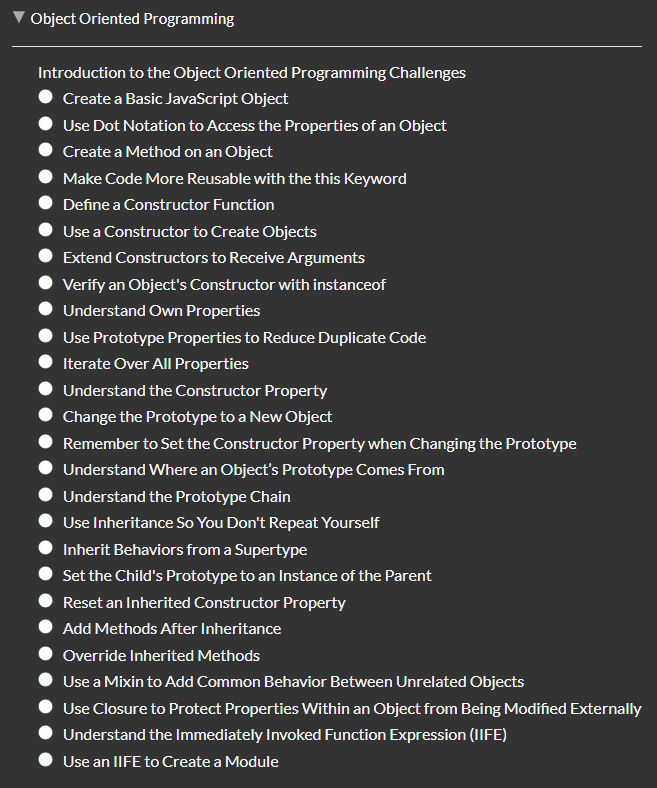 Object Oriented Programming
Introduction to the Object Oriented Programming Challenges
Create a Basic JavaScript Object
Use Dot Notation to Access the Properties of an Object
Create a Method on an Object
Make Code More Reusable with the this Keyword
Define a Constructor Function
Use a Constructor to Create Objects
Extend Constructors to Receive Arguments
Verify an Object's Constructor with instanceof
Understand Own Properties
Use Prototype Properties to Reduce Duplicate Code
Iterate Over All Properties
Understand the Constructor Property
Change the Prototype to a New Object
Remember to Set the Constructor Property when Changing the Prototype
Understand Where an Object’s Prototype Comes From
Understand the Prototype Chain
Use Inheritance So You Don't Repeat Yourself
Inherit Behaviors from a Supertype
Set the Child's Prototype to an Instance of the Parent
Reset an Inherited Constructor Property
Add Methods After Inheritance
Override Inherited Methods
Use a Mixin to Add Common Behavior Between Unrelated Objects
Use Closure to Protect Properties Within an Object from Being Modified Externally
Understand the Immediately Invoked Function Expression (IIFE)
Use an IIFE to Create a Module